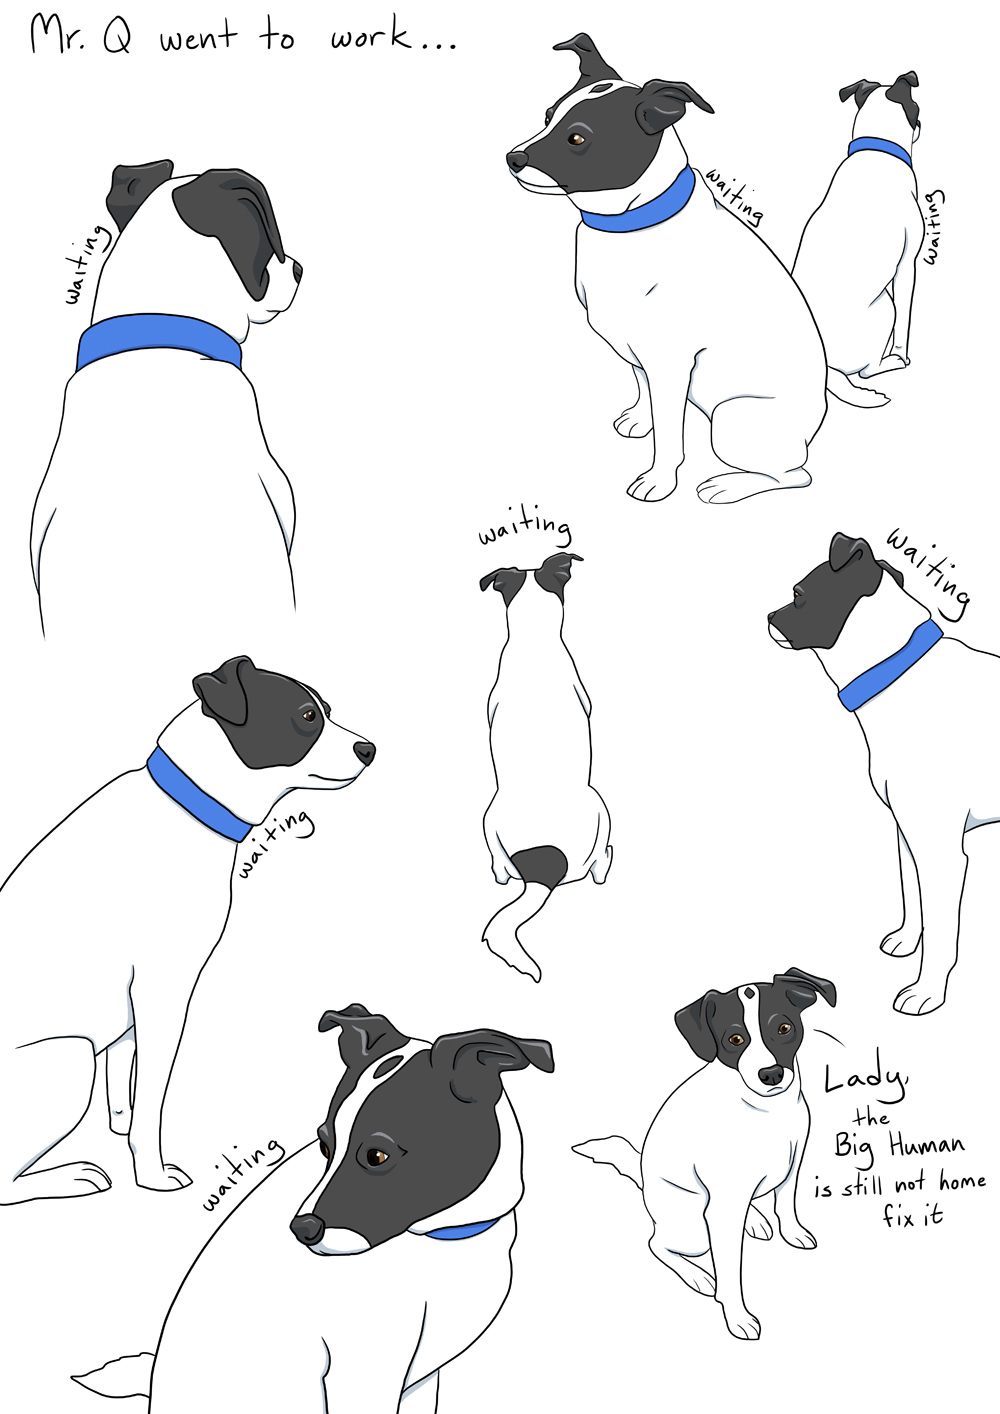 Mr. Q went to work...
waiting
waiting
waiting
waiting
waiting
waiting
waiting
Lady,
the
Big Human
is still not home
fix it